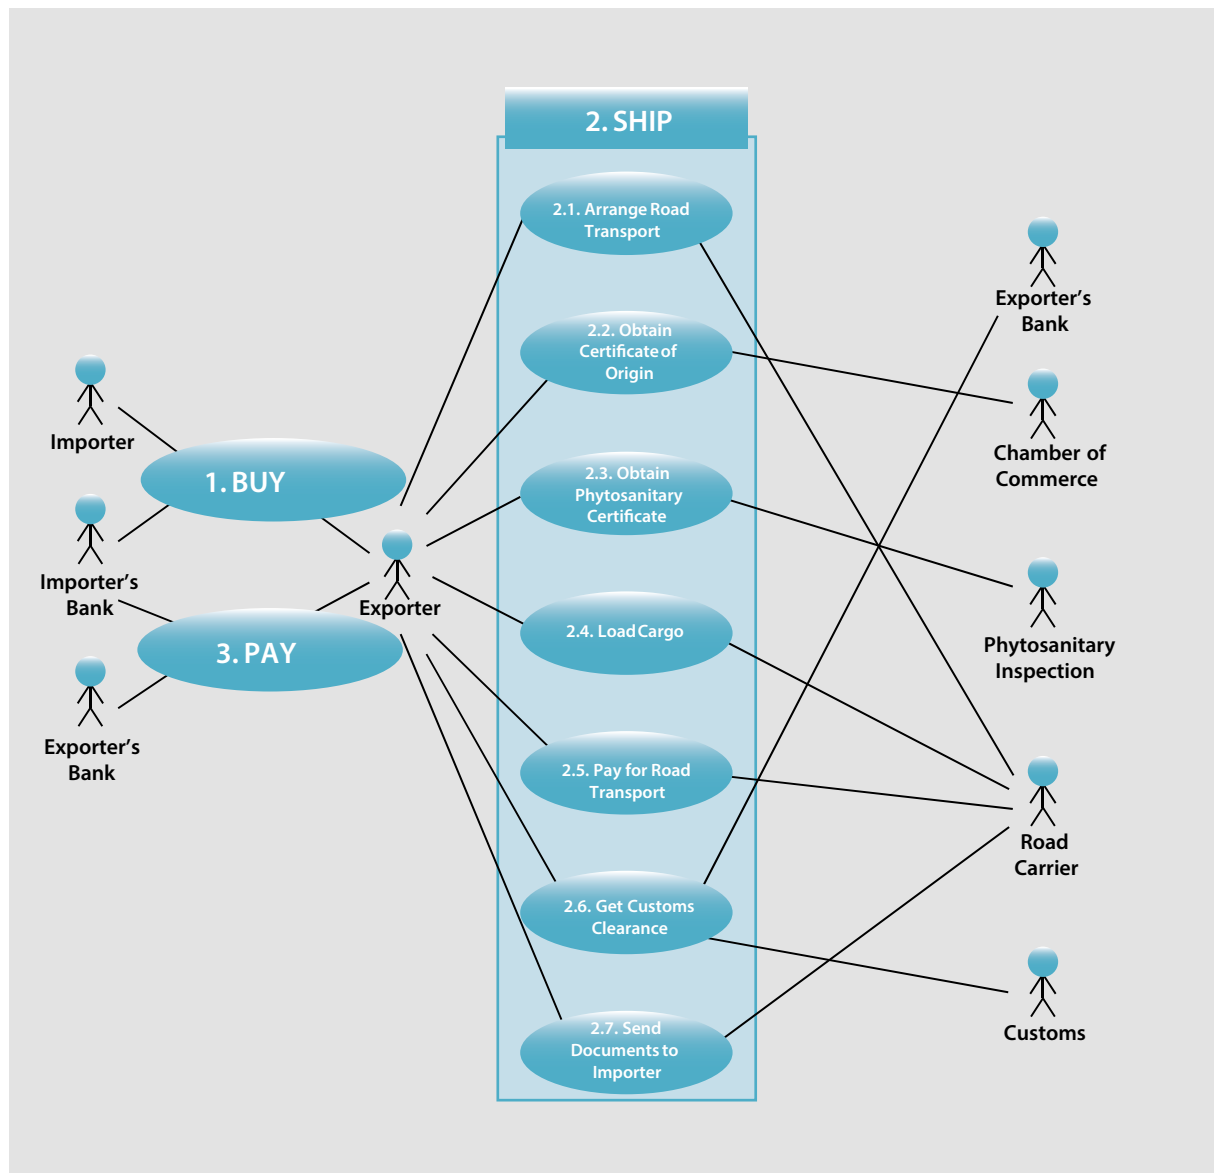 2. SHIP
2.1. Arrange Road
Transport
2.2. Obtain
Certificate of
Origin
2.3. Obtain
Phytosanitary
Certificate
2.4. Load Cargo
2.5. Pay for Road
Transport
2.6. Get Customs
Clearance
2.7. Send
Documents to
Importer
Importer
1. BUY
Importer's
Bank
Exporter
3. PAY
Exporter's
Bank
Exporter's
Bank
Chamber of
Commerce
Phytosanitary
Inspection
Road
Carrier
Customs